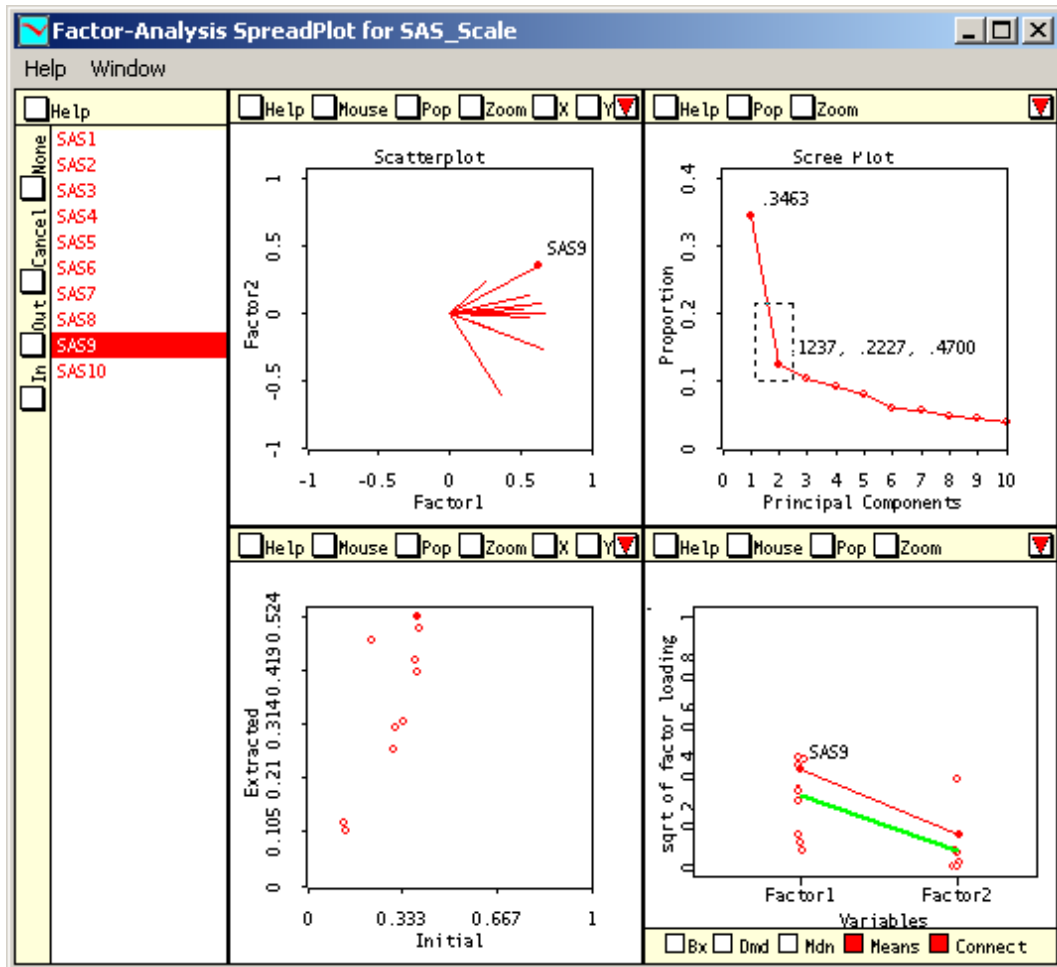 Factor-Analysis SpreadPlot for SAS_Scale
Help Window
Help
None
Cancel
Out
In
SAS1
SAS2
SAS3
SAS4
SAS5
SAS6
SAS7
SAS8
SAS9
SAS10
Help Mouse Pop Zoom X Y
Scatterplot
1
0.5
0
-0.5
-1
Factor2
SAS9
-1 -0.5 0 0.5 1
Factor1
Help Pop Zoom
Scree Plot
0.4
0.3
0.2
0.1
0
Proportion
.3463
.1237, .2227, .4700
0 1 2 3 4 5 6 7 8 9 10
Principal Components
Help Mouse Pop Zoom X Y
0.524
0.419
0.314
0.21
0.105
0
Extracted
0 0.333 0.667 1
Initial
Help Mouse Pop Zoom
1
0.8
0.6
0.4
0.2
0
sqrt of factor loading
SAS9
Factor1 Factor2
Variables
Bx Dmd Mdn Means Connect